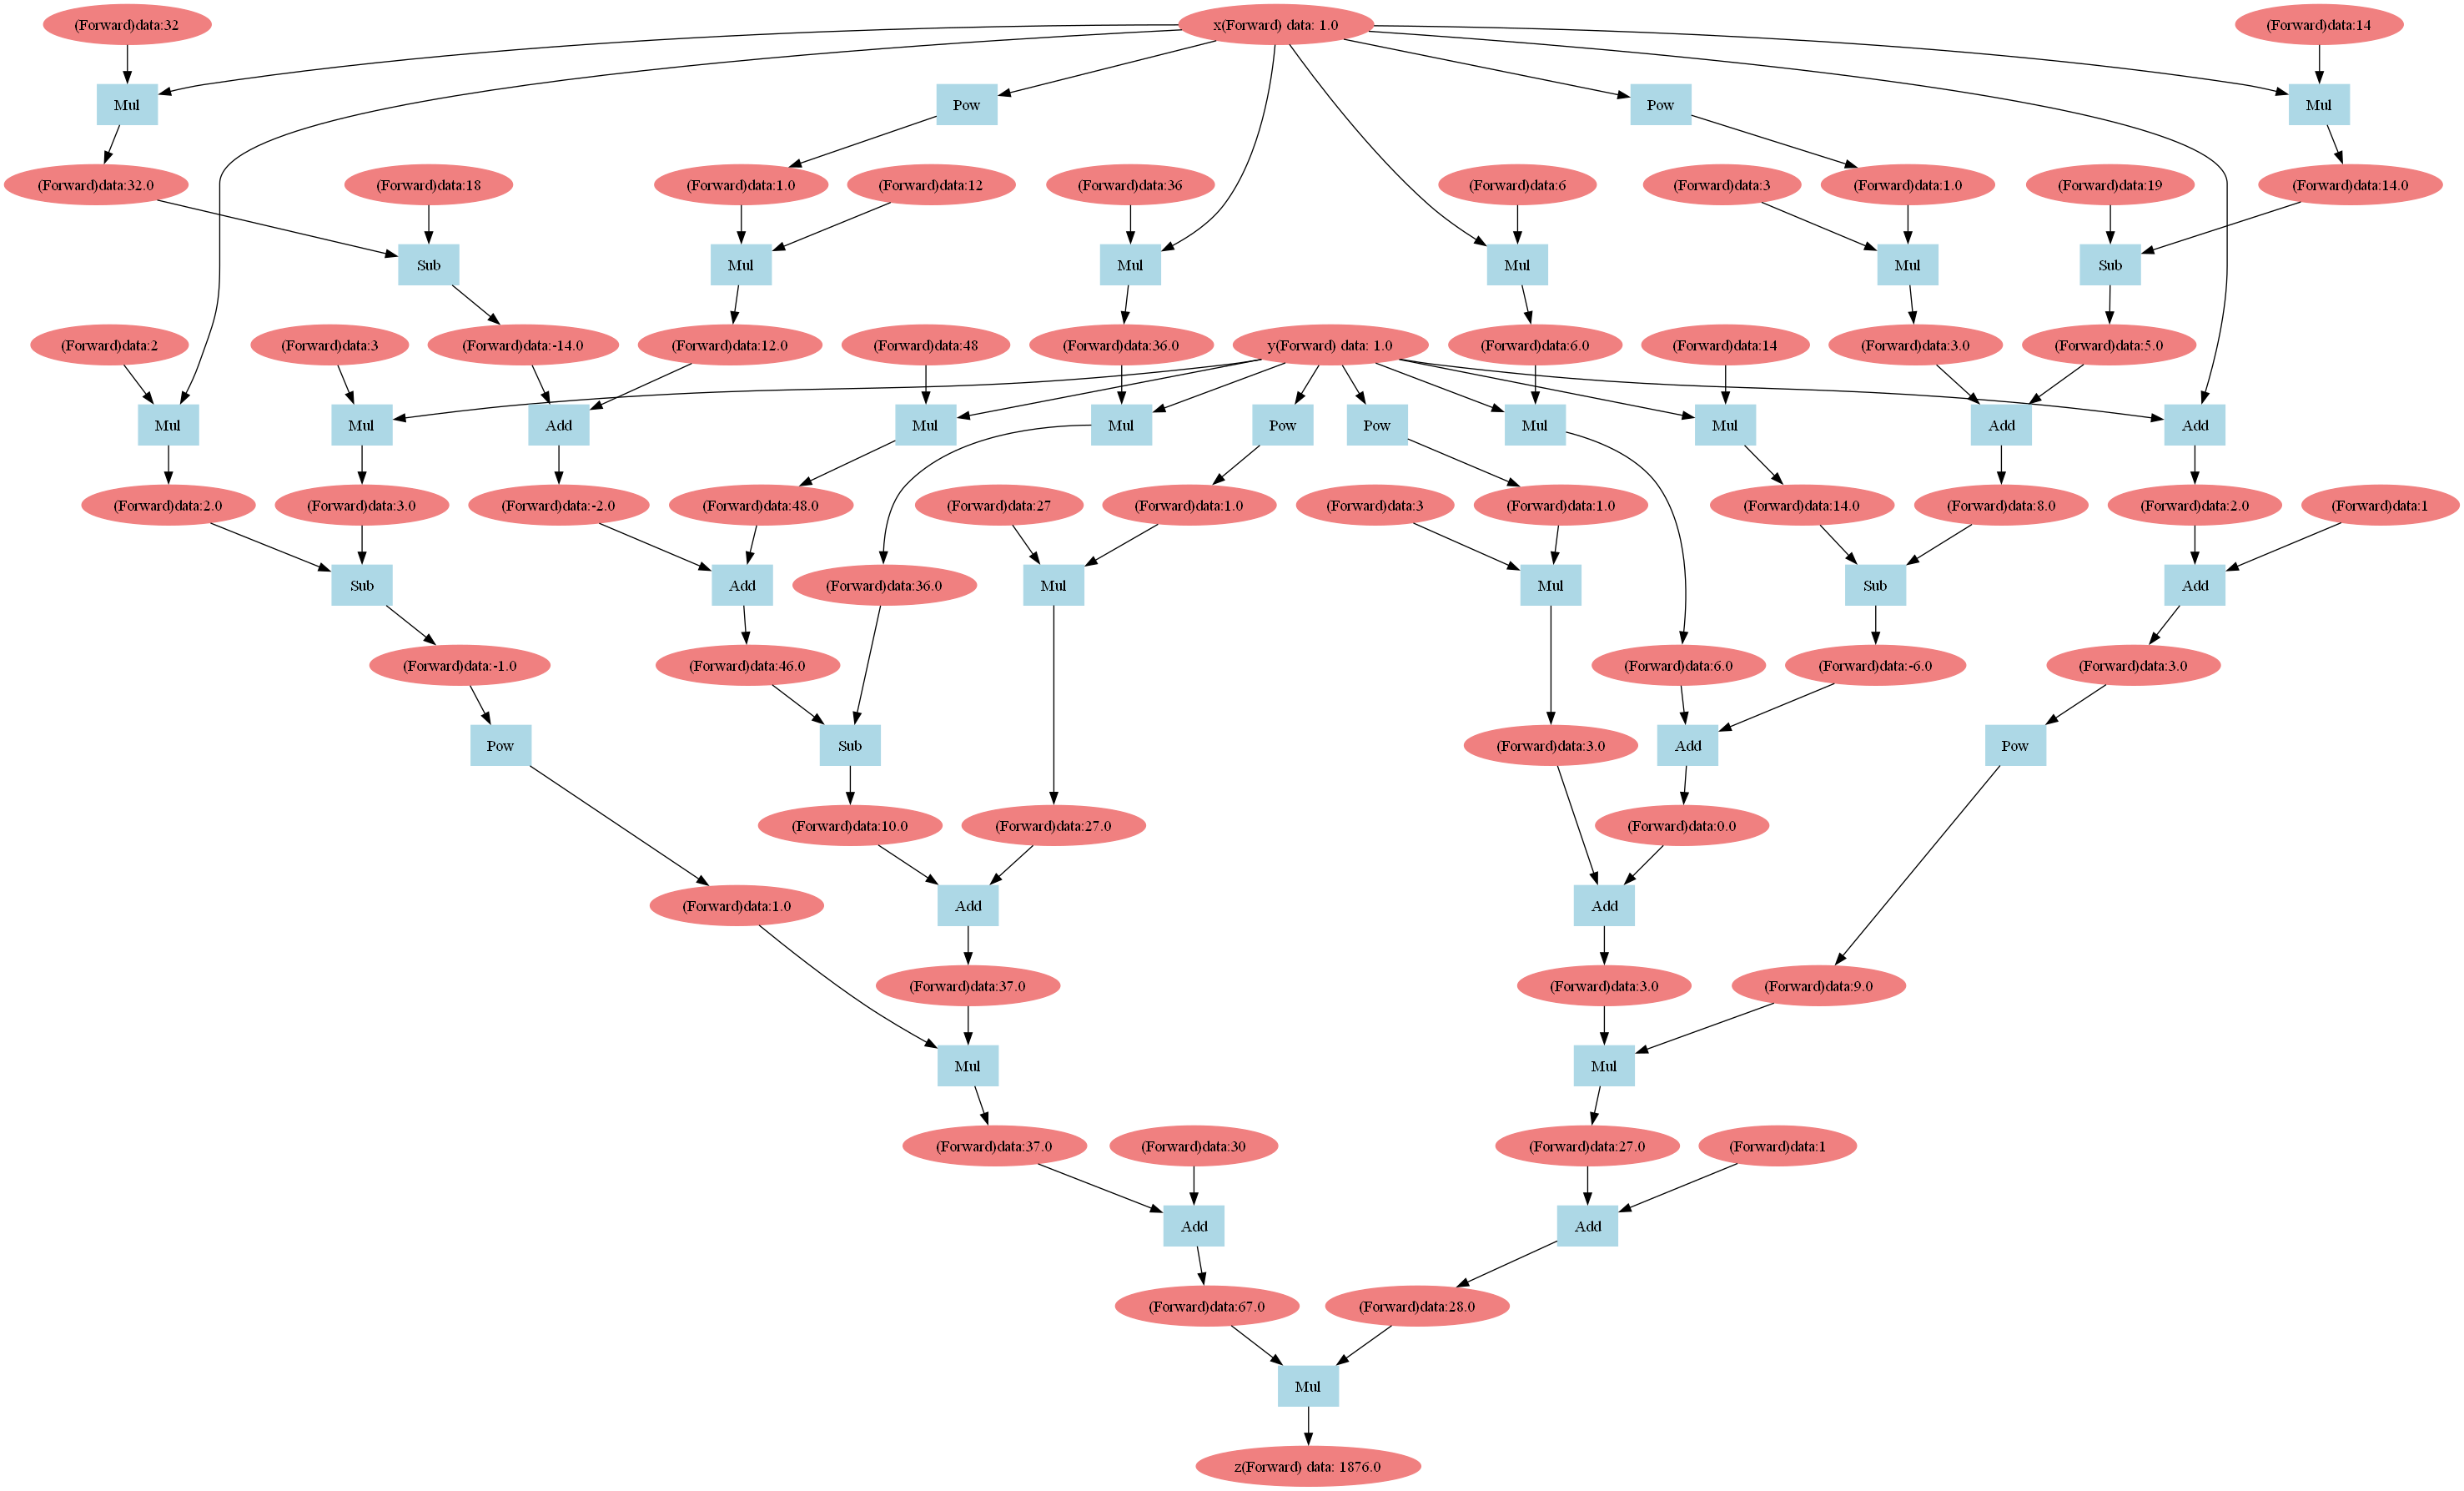 (Forward)data:32
x(Forward) data: 1.0
(Forward)data:14
Mul
Pow
Pow
Mul
(Forward)data:32.0
(Forward)data:18
(Forward)data:1.0
(Forward)data:12
(Forward)data:36
(Forward)data:6
(Forward)data:3
(Forward)data:1.0
(Forward)data:19
(Forward)data:14.0
Sub
Mul
Mul
Mul
Mul
Sub
(Forward)data:2
(Forward)data:3
(Forward)data:-14.0
(Forward)data:12.0
(Forward)data:48
(Forward)data:36.0
y(Forward) data: 1.0
(Forward)data:6.0
(Forward)data:14
(Forward)data:3.0
(Forward)data:5.0
Mul
Mul
Add
Mul
Mul
Pow
Pow
Mul
Mul
Add
Add
(Forward)data:2.0
(Forward)data:3.0
(Forward)data:-2.0
(Forward)data:48.0
(Forward)data:27
(Forward)data:1.0
(Forward)data:3
(Forward)data:1.0
(Forward)data:14.0
(Forward)data:8.0
(Forward)data:2.0
(Forward)data:1
Sub
Add
(Forward)data:36.0
Mul
Mul
Sub
Add
(Forward)data:-1.0
(Forward)data:46.0
(Forward)data:6.0
(Forward)data:-6.0
(Forward)data:3.0
Pow
Sub
(Forward)data:3.0
Add
Pow
(Forward)data:10.0
(Forward)data:27.0
(Forward)data:0.0
(Forward)data:1.0
Add
Add
(Forward)data:37.0
(Forward)data:3.0
(Forward)data:9.0
Mul
Mul
(Forward)data:37.0
(Forward)data:30
(Forward)data:27.0
(Forward)data:1
Add
Add
(Forward)data:67.0
(Forward)data:28.0
Mul
z(Forward) data: 1876.0